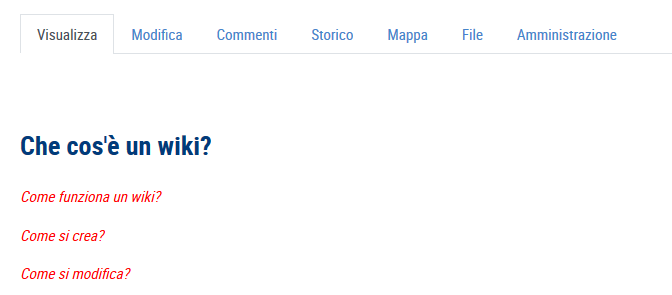 Visualizza Modifica Commenti Storico Mappa File Amministrazione
Che cos'è un wiki?
Come funziona un wiki?
Come si crea?
Come si modifica?